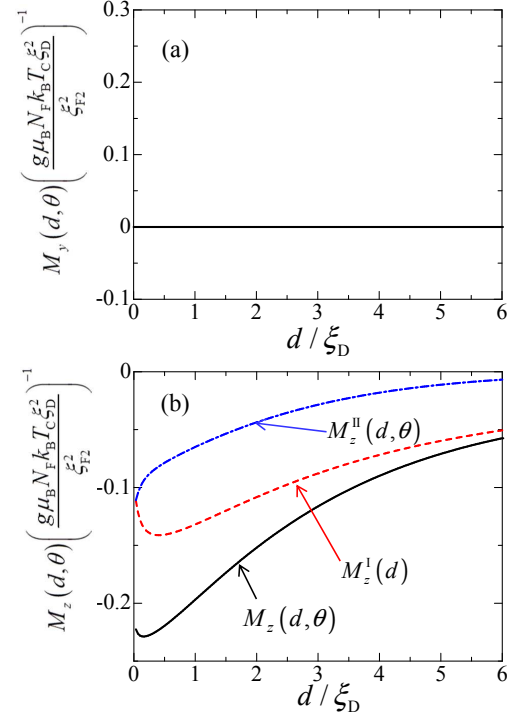 (a)
0.3
0.2
0.1
0
-0.1
M_y(d,θ)(gμ_B N_F k_B T_C ξ_D^2 / ξ_F2^2)^{-1}
0 1 2 3 4 5 6
d / ξ_D
(b)
0
-0.1
-0.2
M_z(d,θ)(gμ_B N_F k_B T_C ξ_D^2 / ξ_F2^2)^{-1}
M_z^II(d,θ)
M_z^I(d)
M_z(d,θ)
0 1 2 3 4 5 6
d / ξ_D